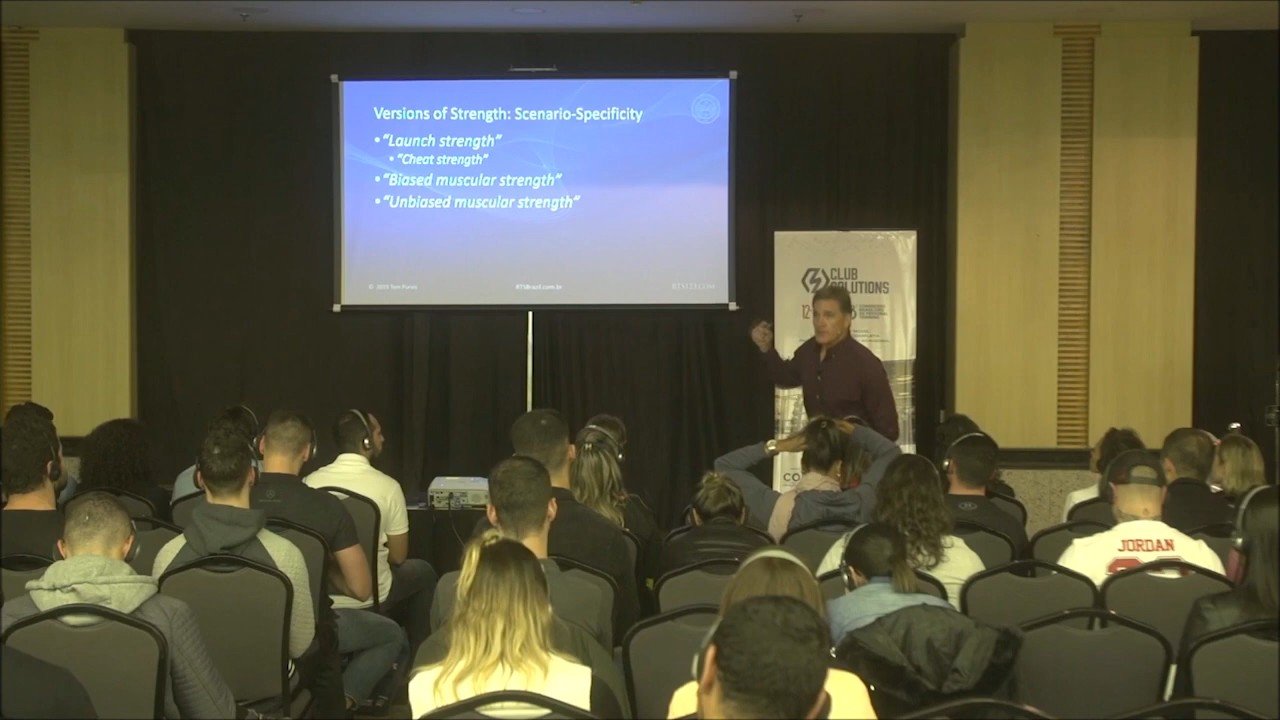 Versions of Strength: Scenario-Specificity
• "Launch strength"
• "Cheat strength"
• "Biased muscular strength"
• "Unbiased muscular strength"
CLUB
SOLUTIONS
JORDAN